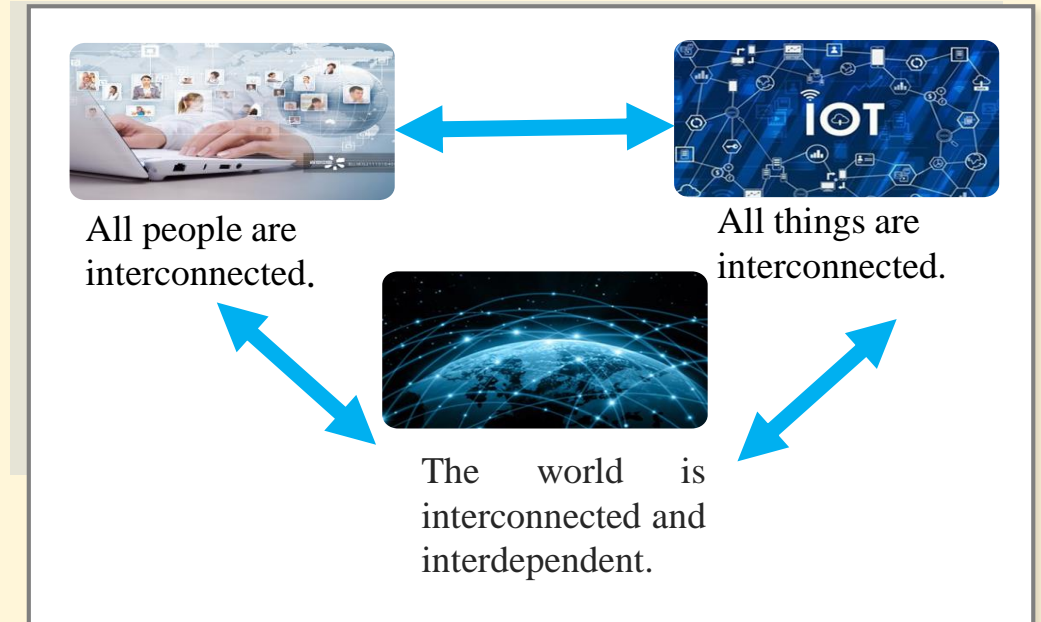 IOT
All people are
interconnected.
All things are
interconnected.
The world is
interconnected and
interdependent.